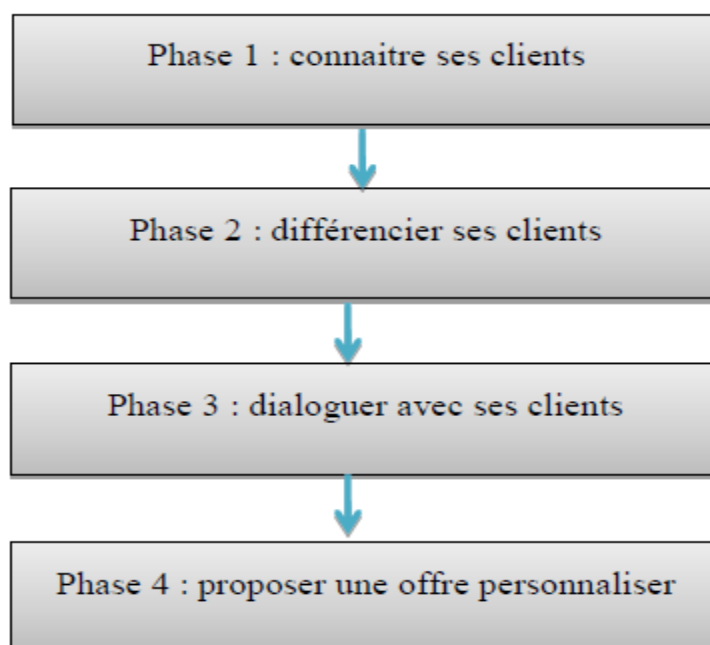 Phase 1 : connaitre ses clients
Phase 2 : différencier ses clients
Phase 3 : dialoguer avec ses clients
Phase 4 : proposer une offre personnaliser